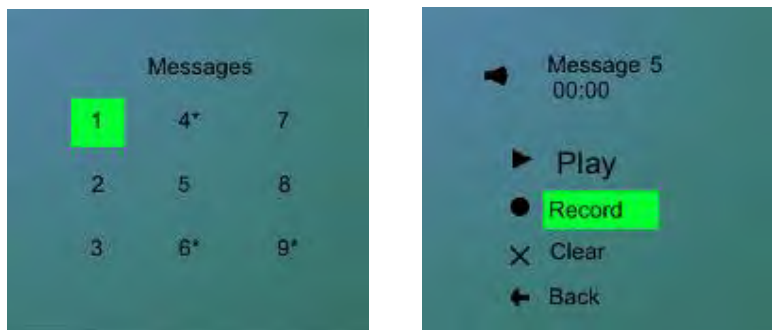 Messages
1 4* 7
2 5 8
3 6* 9*
Message 5
00:00
Play
Record
Clear
Back